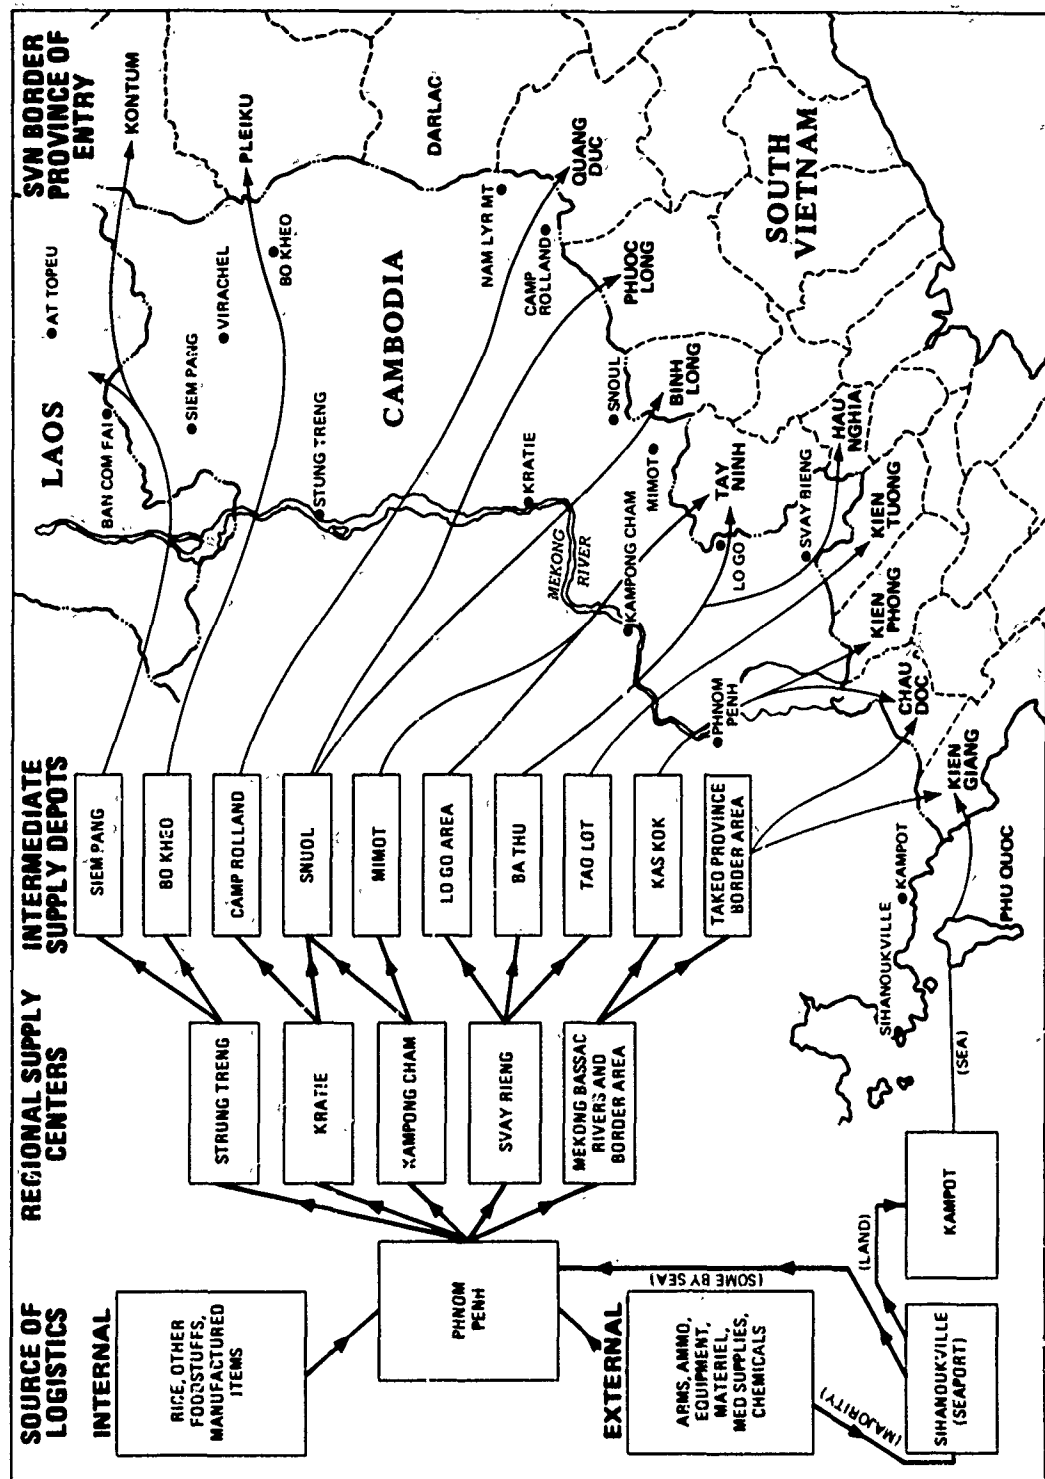 SOURCE OF
LOGISTICS
REGIONAL SUPPLY
CENTERS
INTERMEDIATE
SUPPLY DEPOTS
SVN BORDER
PROVINCE OF
ENTRY
INTERNAL
RICE, OTHER
FOODSTUFFS,
MANUFACTURED
ITEMS
PHNOM
PENH
EXTERNAL
ARMS, AMMO,
EQUIPMENT,
MATERIEL,
MED SUPPLIES,
CHEMICALS
(MAJORITY)
SIHANOUKVILLE
(SEAPORT)
(SOME BY SEA)
(LAND)
KAMPOT
(SEA)
STRUNG TRENG
KRATIE
KAMPONG CHAM
SVAY RIENG
MEKONG BASSAC
RIVERS AND
BORDER AREA
SIEM PANG
BO KHEO
CAMP ROLLAND
SNUOL
MIMOT
LO GO AREA
BA THU
TAO LOT
KAS KOK
TAKEO PROVINCE
BORDER AREA
LAOS
AT TOPEU
KONTUM
BAN COM FAI
SIEM PANG
VIRACHEL
PLEIKU
BO KHEO
STUNG TRENG
CAMBODIA
DARLAC
NAM LYR MT
KRATIE
CAMP
ROLLAND
QUANG
DUC
MEKONG
RIVER
KAMPONG CHAM
MIMOT
SNOUL
PHUOC
LONG
BINH
LONG
TAY
NINH
LO GO
SVAY RIENG
HAU
NGHIA
SOUTH
VIETNAM
PHNOM
PENH
KIEN
PHONG
KIEN
TUONG
CHAU
DOC
KIEN
GIANG
SIHANOUKVILLE
KAMPOT
PHU QUOC